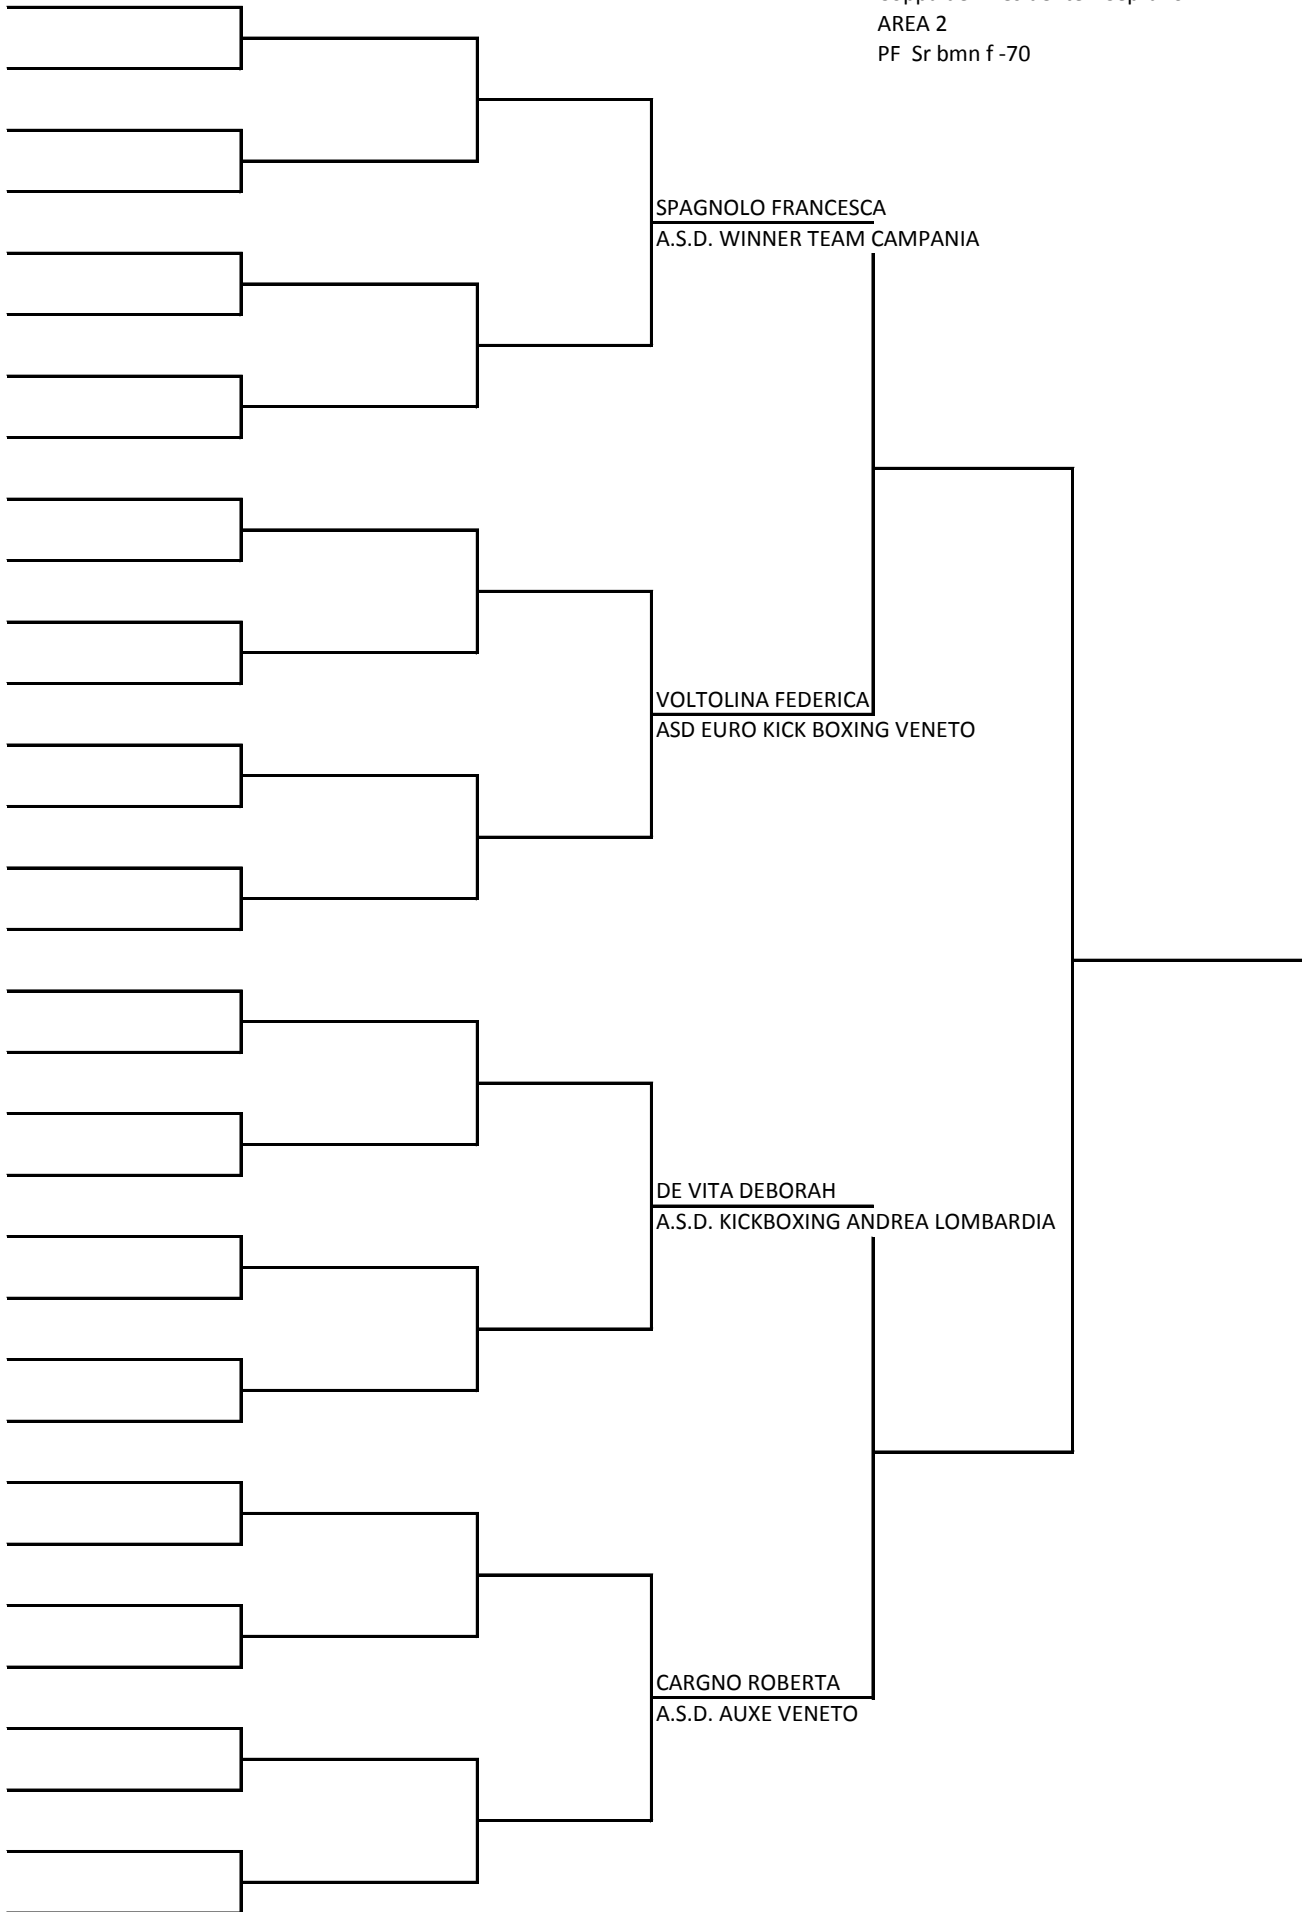 AREA 2
PF Sr bmn f -70
SPAGNOLO FRANCESCA
A.S.D. WINNER TEAM CAMPANIA
VOLTOLINA FEDERICA
ASD EURO KICK BOXING VENETO
DE VITA DEBORAH
A.S.D. KICKBOXING ANDREA LOMBARDIA
CARGNO ROBERTA
A.S.D. AUXE VENETO